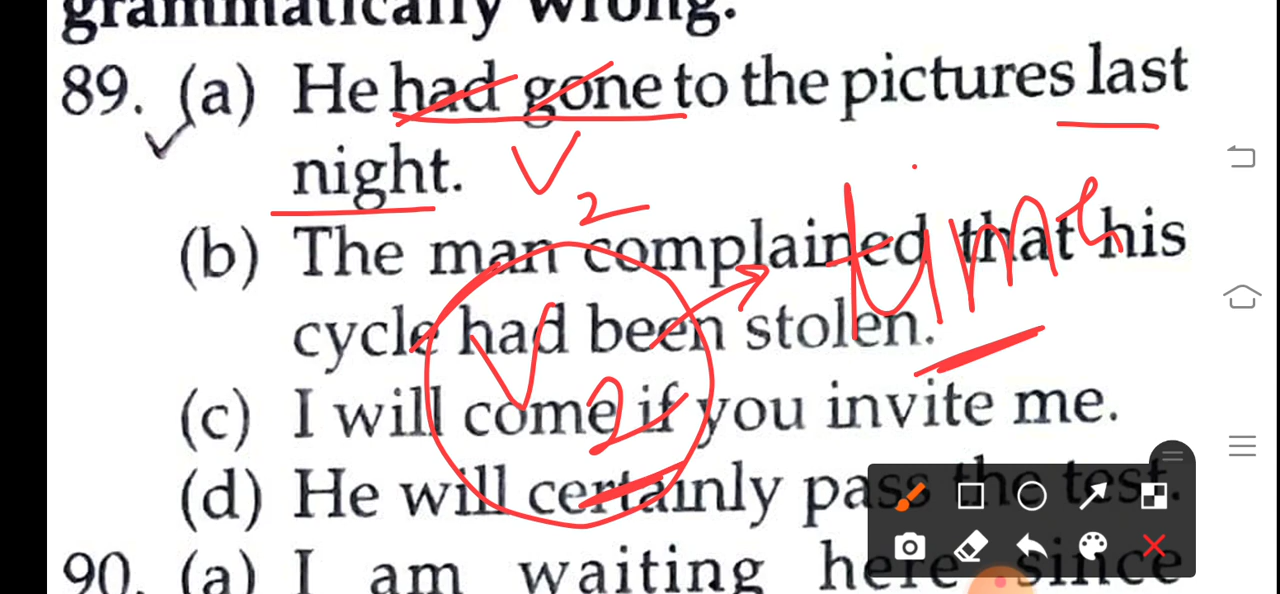 grammatically wrong.
89. (a) He had gone to the pictures last
night.
V2
(b) The man complained that his
cycle had been stolen.
time
V2
(c) I will come if you invite me.
(d) He will certainly pass the test.
90. (a) I am waiting here since